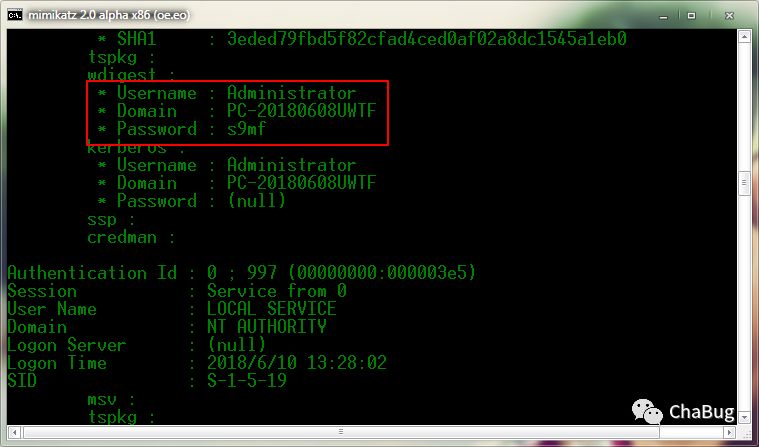 mimikatz 2.0 alpha x86 (oe.eo)
* SHA1     : 3eded79fbd5f82cfad4ced0af02a8dc1545a1eb0
tspkg :
wdigest :
* Username : Administrator
* Domain   : PC-20180608UWTF
* Password : s9mf
kerberos :
* Username : Administrator
* Domain   : PC-20180608UWTF
* Password : (null)
ssp :
credman :
Authentication Id : 0 ; 997 (00000000:000003e5)
Session           : Service from 0
User Name         : LOCAL SERVICE
Domain            : NT AUTHORITY
Logon Server      : (null)
Logon Time        : 2018/6/10 13:28:02
SID               : S-1-5-19
msv :
tspkg :
ChaBug